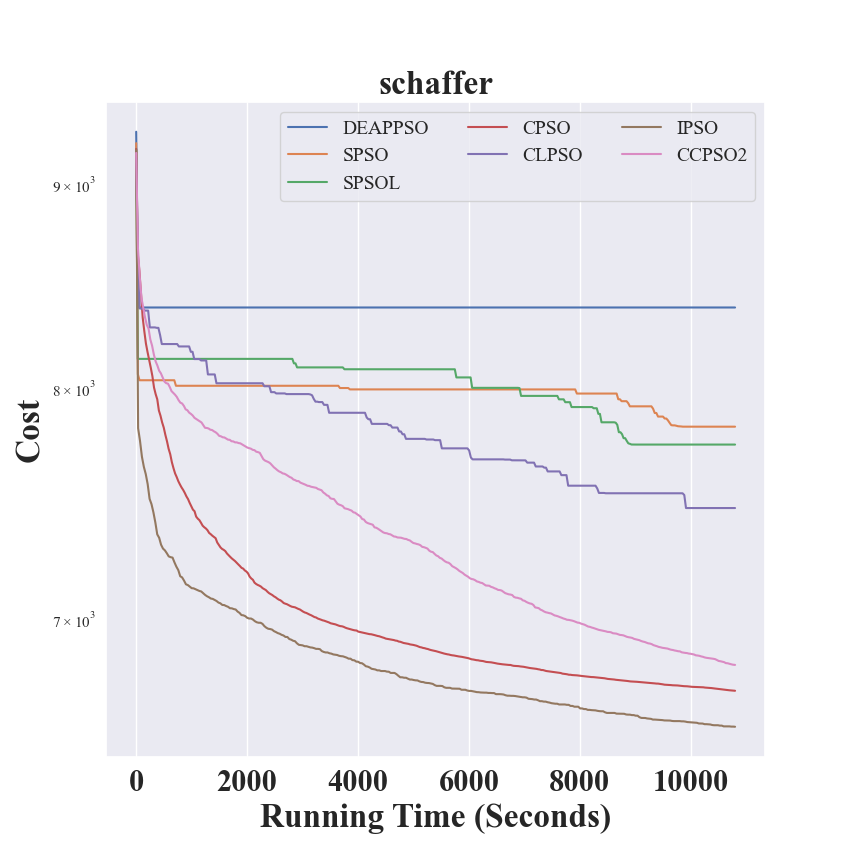 schaffer
DEAPPSO CPSO IPSO
SPSO CLPSO CCPSO2
SPSOL
9 × 10³
8 × 10³
7 × 10³
Cost
0 2000 4000 6000 8000 10000
Running Time (Seconds)